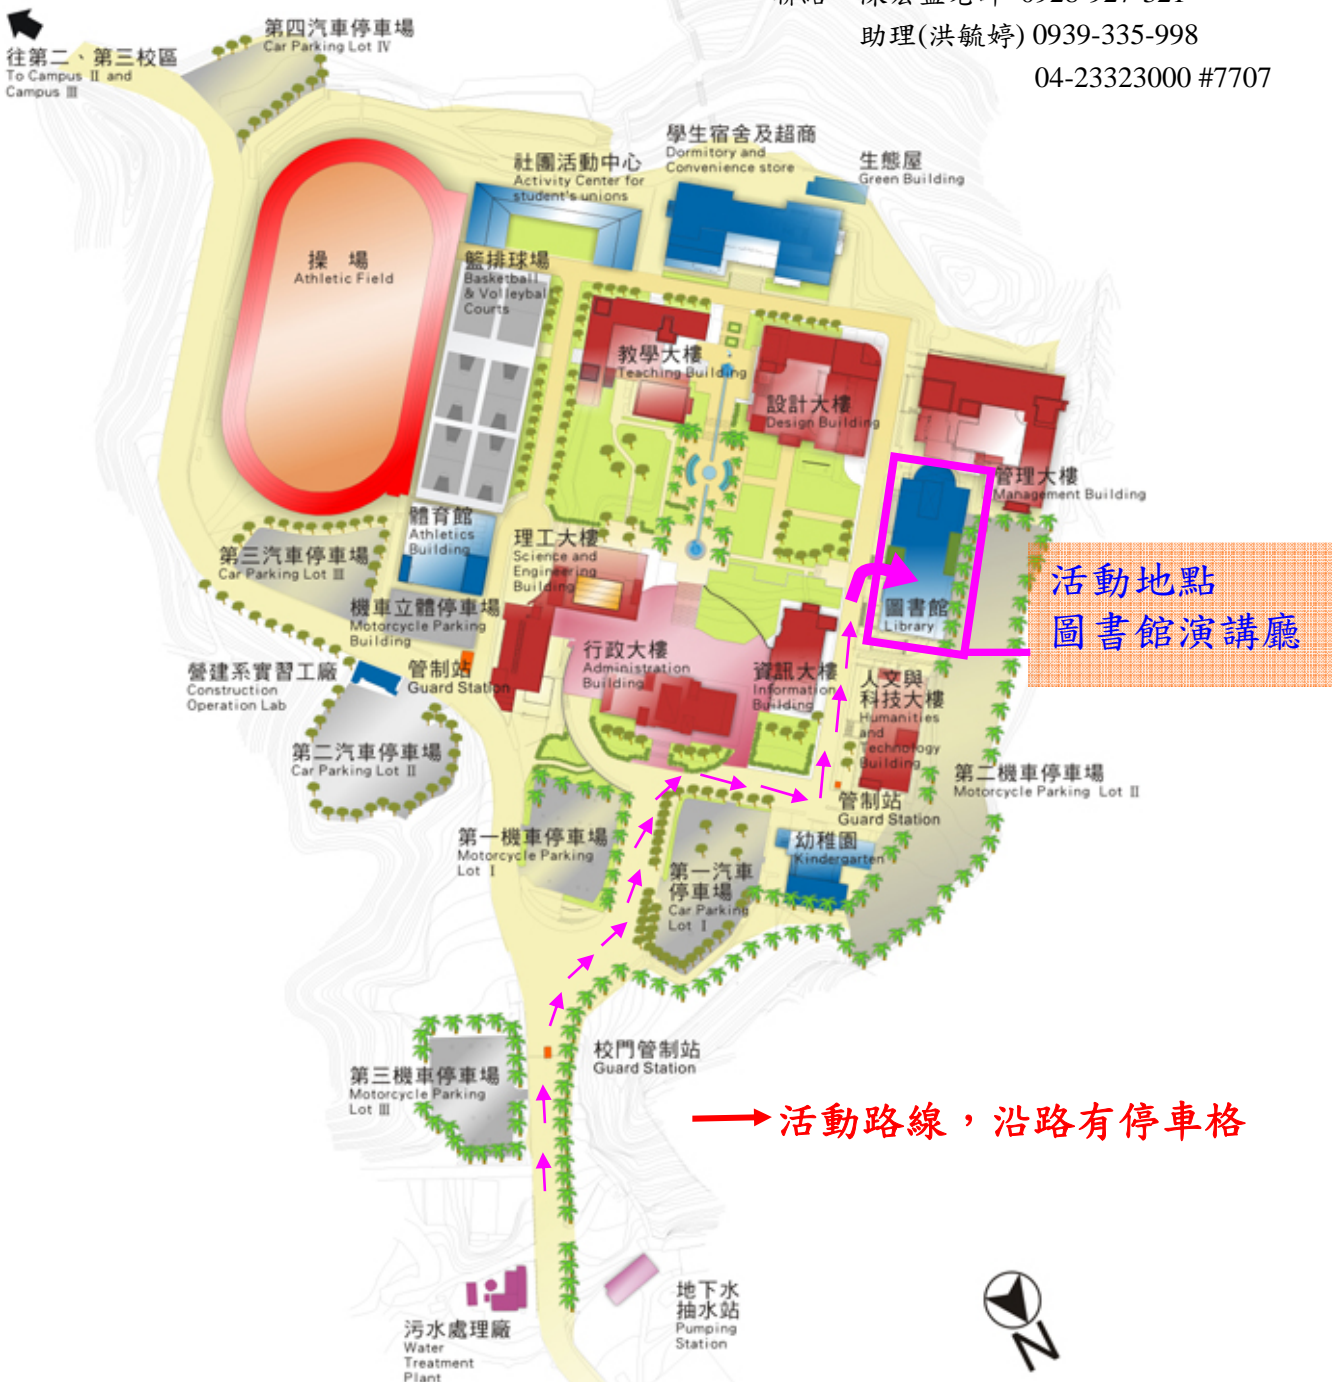 助理(洪毓婷) 0939-335-998
04-23323000 #7707
往第二、第三校區
To Campus Ⅱ and
Campus Ⅲ
第四汽車停車場
Car Parking Lot Ⅳ
社團活動中心
Activity Center for
student's unions
學生宿舍及超商
Dormitory and
Convenience store
生態屋
Green Building
操 場
Athletic Field
籃排球場
Basketball
& Volleybal
Courts
教學大樓
Teaching Building
設計大樓
Design Building
管理大樓
Management Building
體育館
Athletics
Building
理工大樓
Science and
Engineering
Building
第三汽車停車場
Car Parking Lot Ⅲ
機車立體停車場
Motorcycle Parking
Building
圖書館
Library
活動地點
圖書館演講廳
營建系實習工廠
Construction
Operation Lab
管制站
Guard Station
行政大樓
Administration
Building
資訊大樓
Information
Building
人文與
科技大樓
Humanities
and
Technology
Building
第二汽車停車場
Car Parking Lot Ⅱ
第二機車停車場
Motorcycle Parking Lot Ⅱ
管制站
Guard Station
第一機車停車場
Motorcycle Parking
Lot Ⅰ
幼稚園
Kindergarten
第一汽車
停車場
Car Parking
Lot Ⅰ
校門管制站
Guard Station
第三機車停車場
Motorcycle Parking
Lot Ⅲ
活動路線，沿路有停車格
地下水
抽水站
Pumping
Station
污水處理廠
Water
Treatment
Plant
N